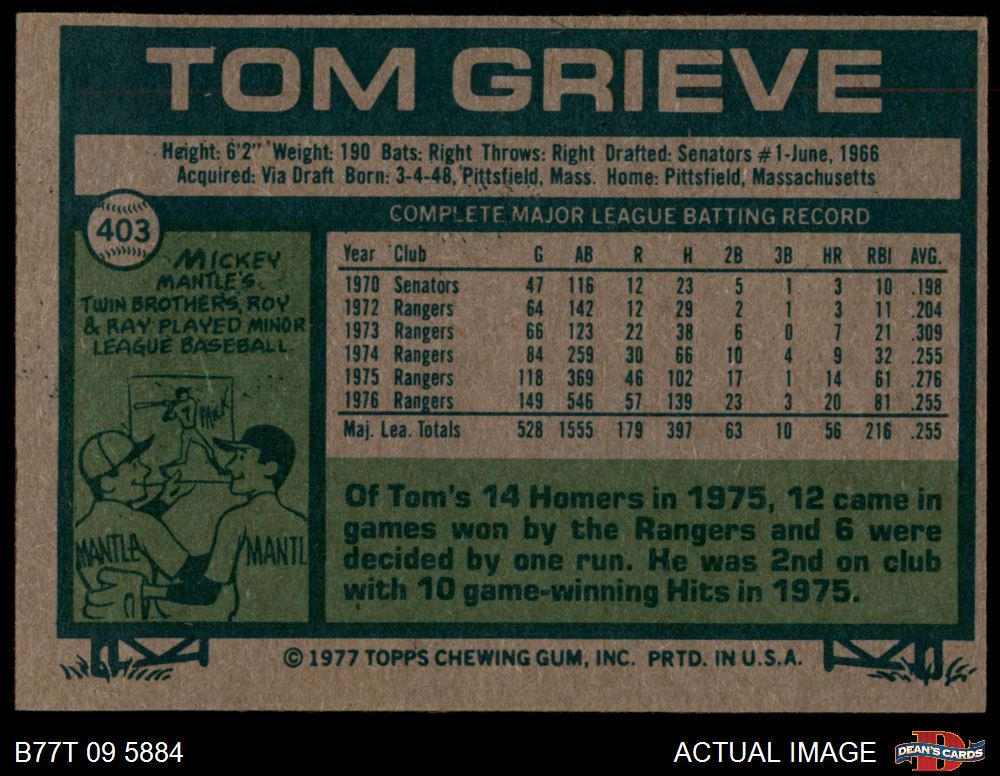 TOM GRIEVE
Height: 6'2" Weight: 190 Bats: Right Throws: Right Drafted: Senators #1-June, 1966
Acquired: Via Draft Born: 3-4-48, Pittsfield, Mass. Home: Pittsfield, Massachusetts
403
MICKEY
MANTLE'S
TWIN BROTHERS, ROY
& RAY PLAYED MINOR
LEAGUE BASEBALL
MANTLE
MANTL
COMPLETE MAJOR LEAGUE BATTING RECORD
Year Club G AB R H 2B 3B HR RBI AVG.
1970 Senators 47 116 12 23 5 1 3 10 .198
1972 Rangers 64 142 12 29 2 1 3 11 .204
1973 Rangers 66 123 22 38 6 0 7 21 .309
1974 Rangers 84 259 30 66 10 4 9 32 .255
1975 Rangers 118 369 46 102 17 1 14 61 .276
1976 Rangers 149 546 57 139 23 3 20 81 .255
Maj. Lea. Totals 528 1555 179 397 63 10 56 216 .255
Of Tom's 14 Homers in 1975, 12 came in
games won by the Rangers and 6 were
decided by one run. He was 2nd on club
with 10 game-winning Hits in 1975.
© 1977 TOPPS CHEWING GUM, INC. PRTD. IN U.S.A.
B77T 09 5884
ACTUAL IMAGE
DEAN'S CARDS